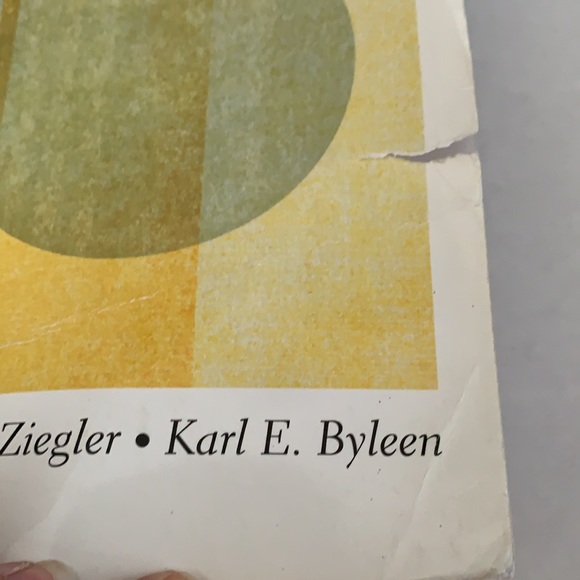 Ziegler • Karl E. Byleen